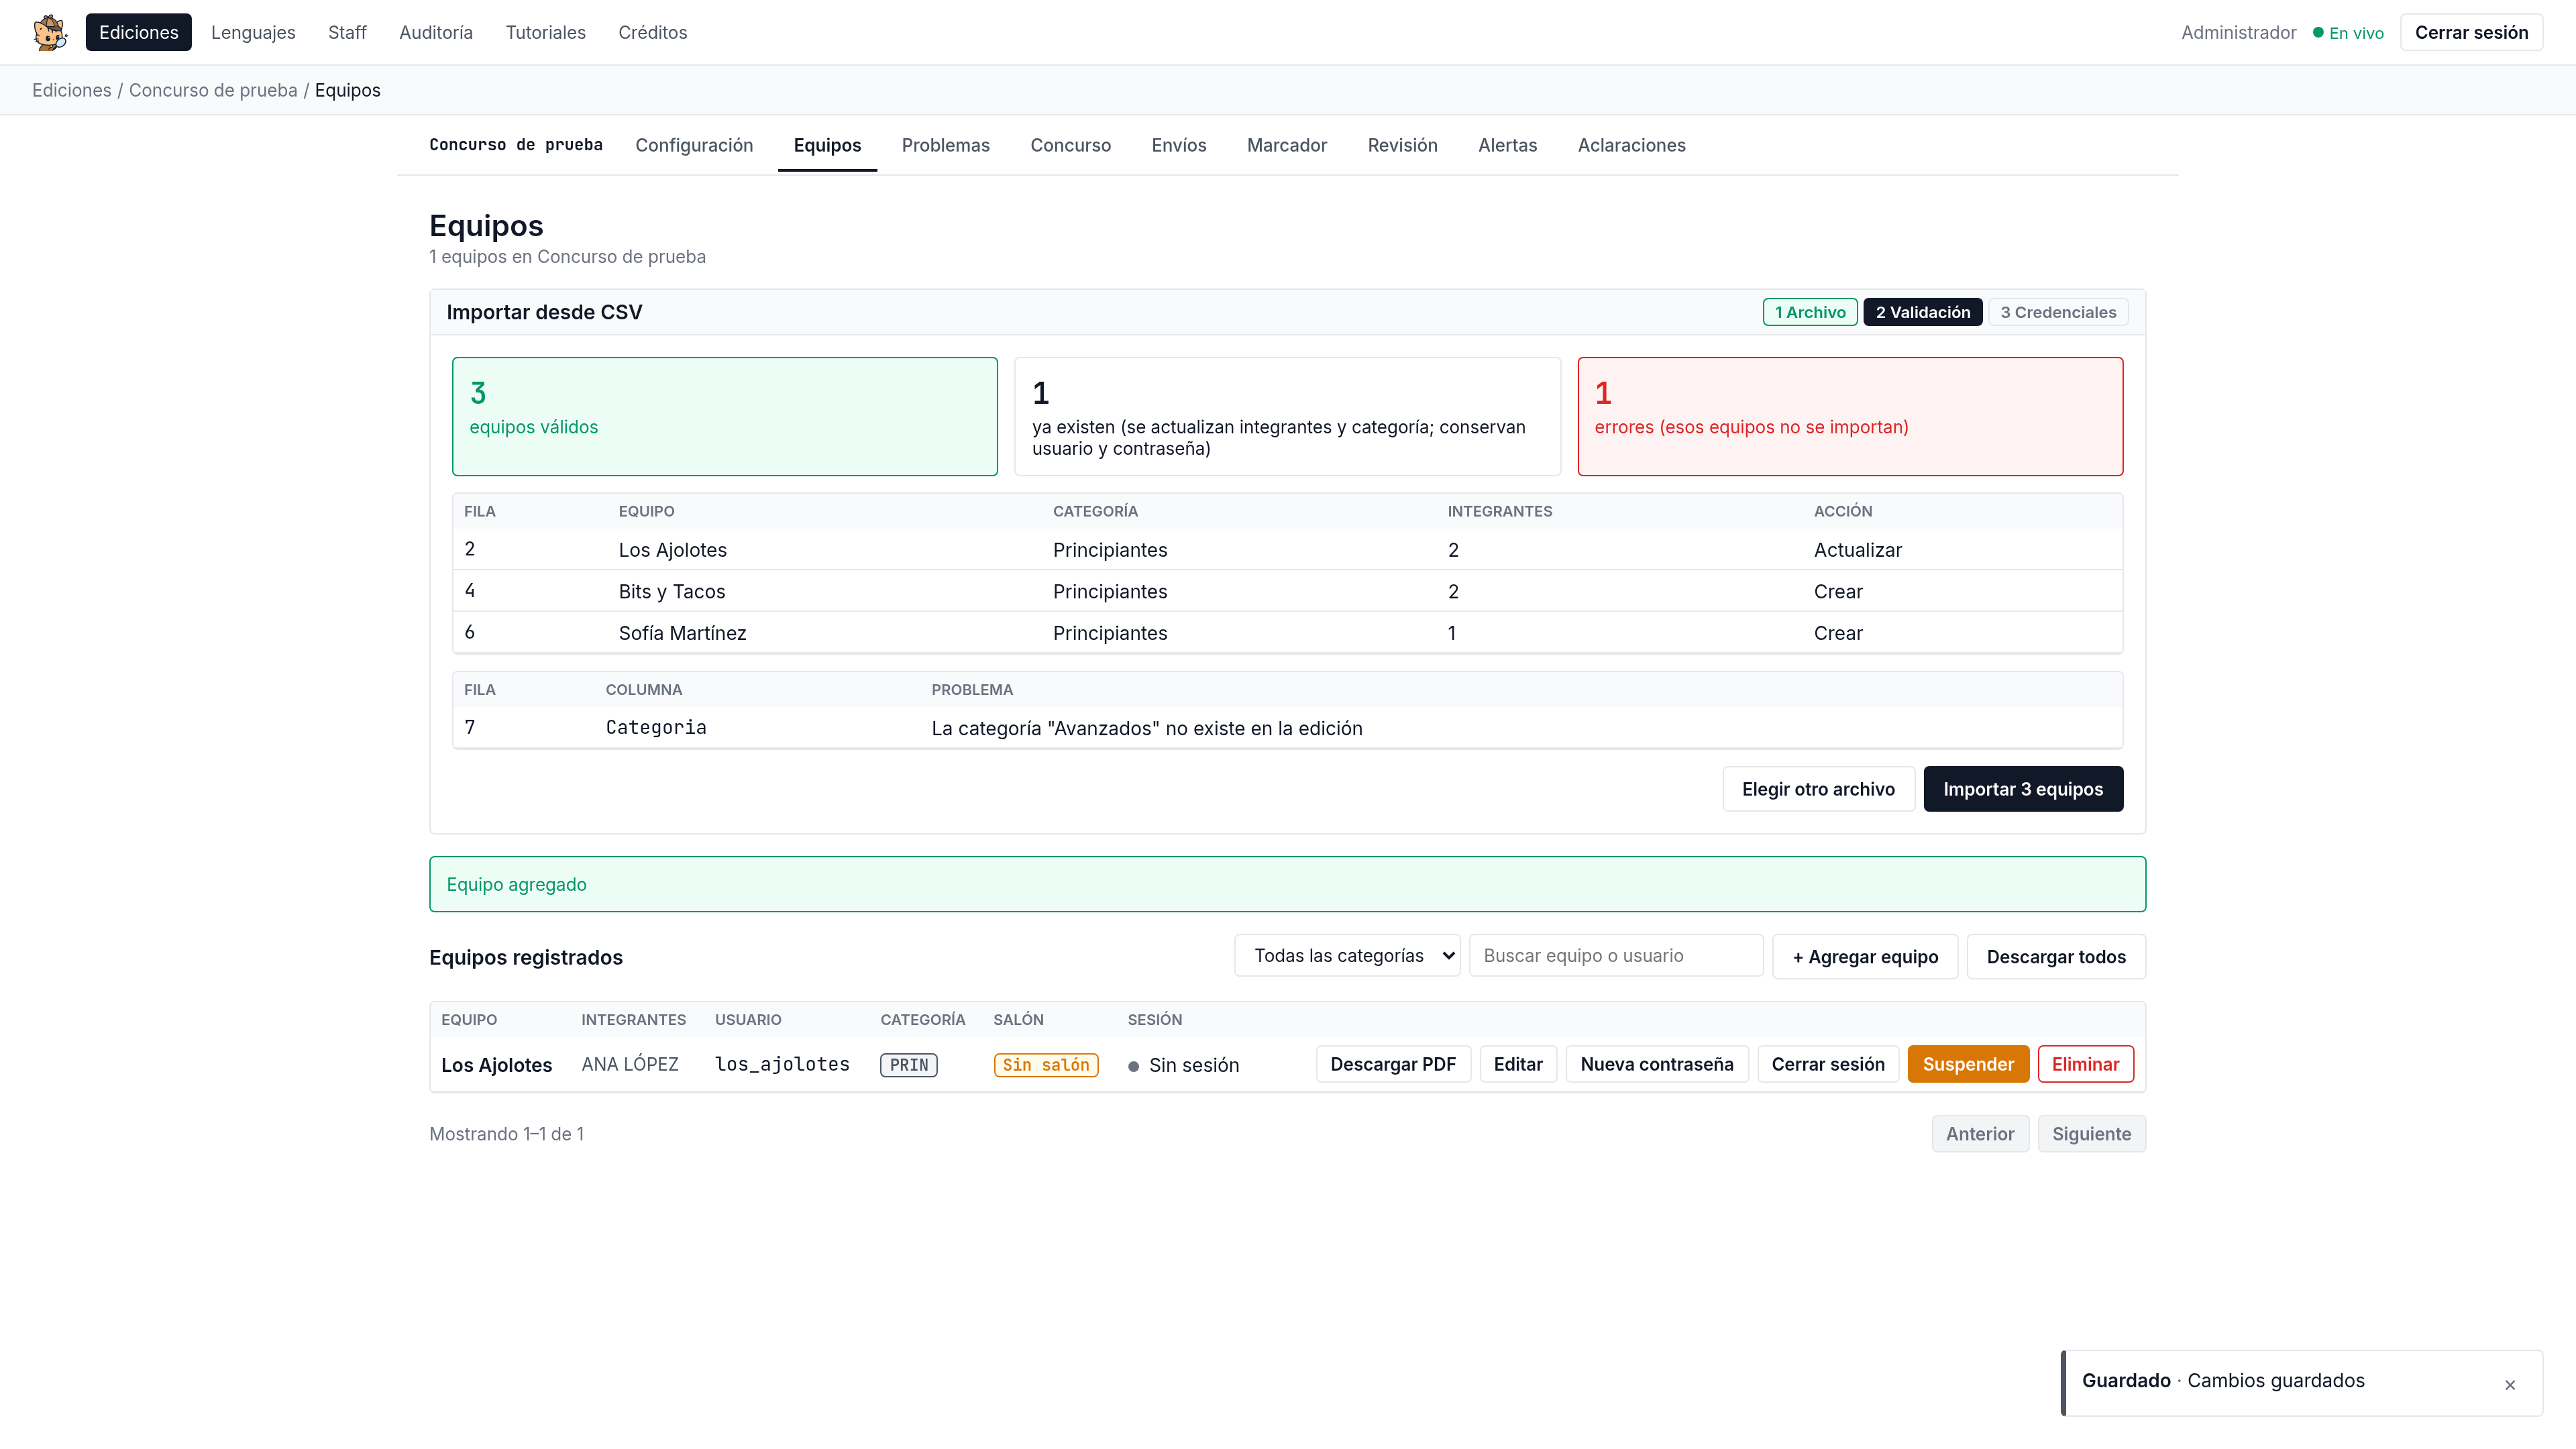 Ediciones Lenguajes Staff Auditoría Tutoriales Créditos Administrador En vivo Cerrar sesión
Ediciones / Concurso de prueba / Equipos
Concurso de prueba Configuración Equipos Problemas Concurso Envíos Marcador Revisión Alertas Aclaraciones
Equipos
1 equipos en Concurso de prueba
Importar desde CSV 1 Archivo 2 Validación 3 Credenciales
3
equipos válidos
1
ya existen (se actualizan integrantes y categoría; conservan
usuario y contraseña)
1
errores (esos equipos no se importan)
FILA EQUIPO CATEGORÍA INTEGRANTES ACCIÓN
2 Los Ajolotes Principiantes 2 Actualizar
4 Bits y Tacos Principiantes 2 Crear
6 Sofía Martínez Principiantes 1 Crear
FILA COLUMNA PROBLEMA
7 Categoria La categoría "Avanzados" no existe en la edición
Elegir otro archivo Importar 3 equipos
Equipo agregado
Equipos registrados Todas las categorías Buscar equipo o usuario + Agregar equipo Descargar todos
EQUIPO INTEGRANTES USUARIO CATEGORÍA SALÓN SESIÓN
Los Ajolotes ANA LÓPEZ los_ajolotes PRIN Sin salón Sin sesión Descargar PDF Editar Nueva contraseña Cerrar sesión Suspender Eliminar
Mostrando 1–1 de 1 Anterior Siguiente
Guardado · Cambios guardados ×